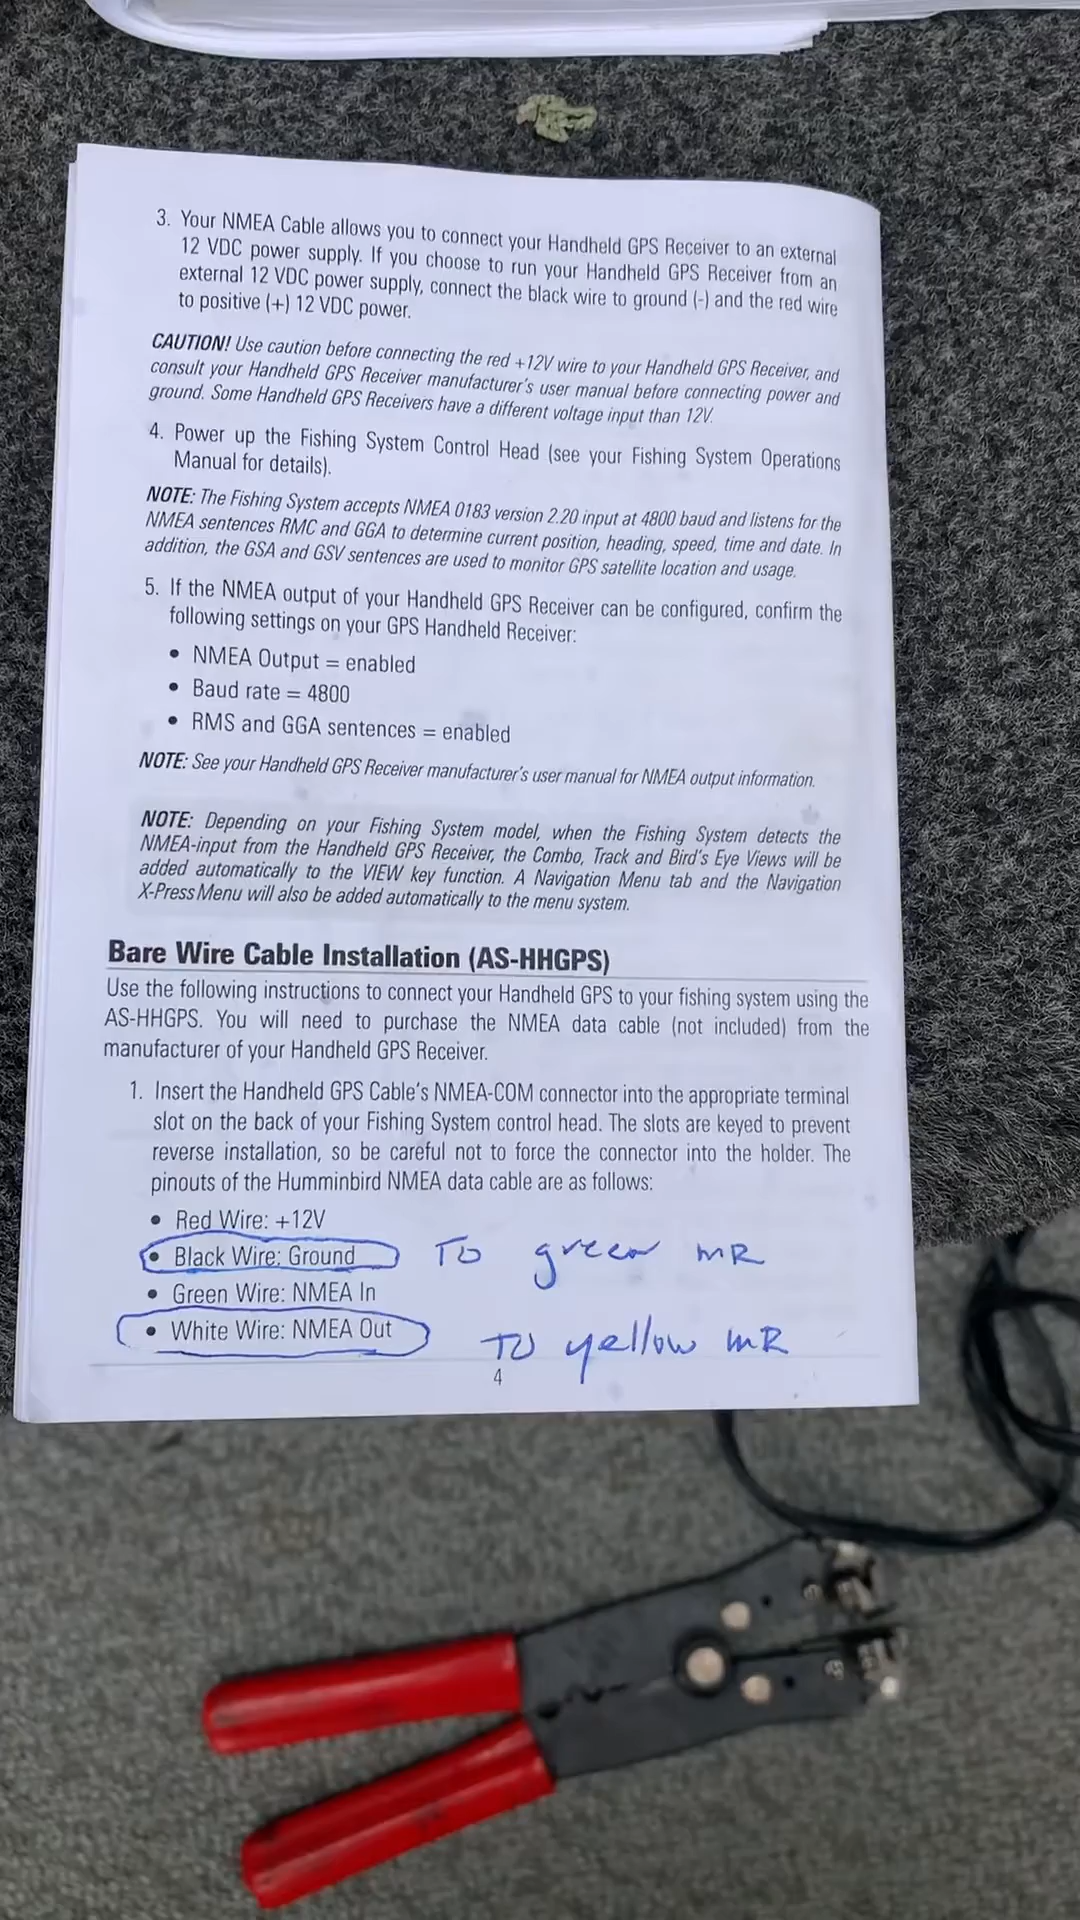 3. Your NMEA Cable allows you to connect your Handheld GPS Receiver to an external
12 VDC power supply. If you choose to run your Handheld GPS Receiver from an
external 12 VDC power supply, connect the black wire to ground (-) and the red wire
to positive (+) 12 VDC power.
CAUTION! Use caution before connecting the red +12V wire to your Handheld GPS Receiver, and
consult your Handheld GPS Receiver manufacturer's user manual before connecting power and
ground. Some Handheld GPS Receivers have a different voltage input than 12V.
4. Power up the Fishing System Control Head (see your Fishing System Operations
Manual for details).
NOTE: The Fishing System accepts NMEA 0183 version 2.20 input at 4800 baud and listens for the
NMEA sentences RMC and GGA to determine current position, heading, speed, time and date. In
addition, the GSA and GSV sentences are used to monitor GPS satellite location and usage.
5. If the NMEA output of your Handheld GPS Receiver can be configured, confirm the
following settings on your GPS Handheld Receiver:
• NMEA Output = enabled
• Baud rate = 4800
• RMS and GGA sentences = enabled
NOTE: See your Handheld GPS Receiver manufacturer's user manual for NMEA output information.
NOTE: Depending on your Fishing System model, when the Fishing System detects the
NMEA-input from the Handheld GPS Receiver, the Combo, Track and Bird's Eye Views will be
added automatically to the VIEW key function. A Navigation Menu tab and the Navigation
X-Press Menu will also be added automatically to the menu system.
Bare Wire Cable Installation (AS-HHGPS)
Use the following instructions to connect your Handheld GPS to your fishing system using the
AS-HHGPS. You will need to purchase the NMEA data cable (not included) from the
manufacturer of your Handheld GPS Receiver.
1. Insert the Handheld GPS Cable's NMEA-COM connector into the appropriate terminal
slot on the back of your Fishing System control head. The slots are keyed to prevent
reverse installation, so be careful not to force the connector into the holder. The
pinouts of the Humminbird NMEA data cable are as follows:
• Red Wire: +12V
• Black Wire: Ground TO green MR
• Green Wire: NMEA In
• White Wire: NMEA Out TO yellow MR
4